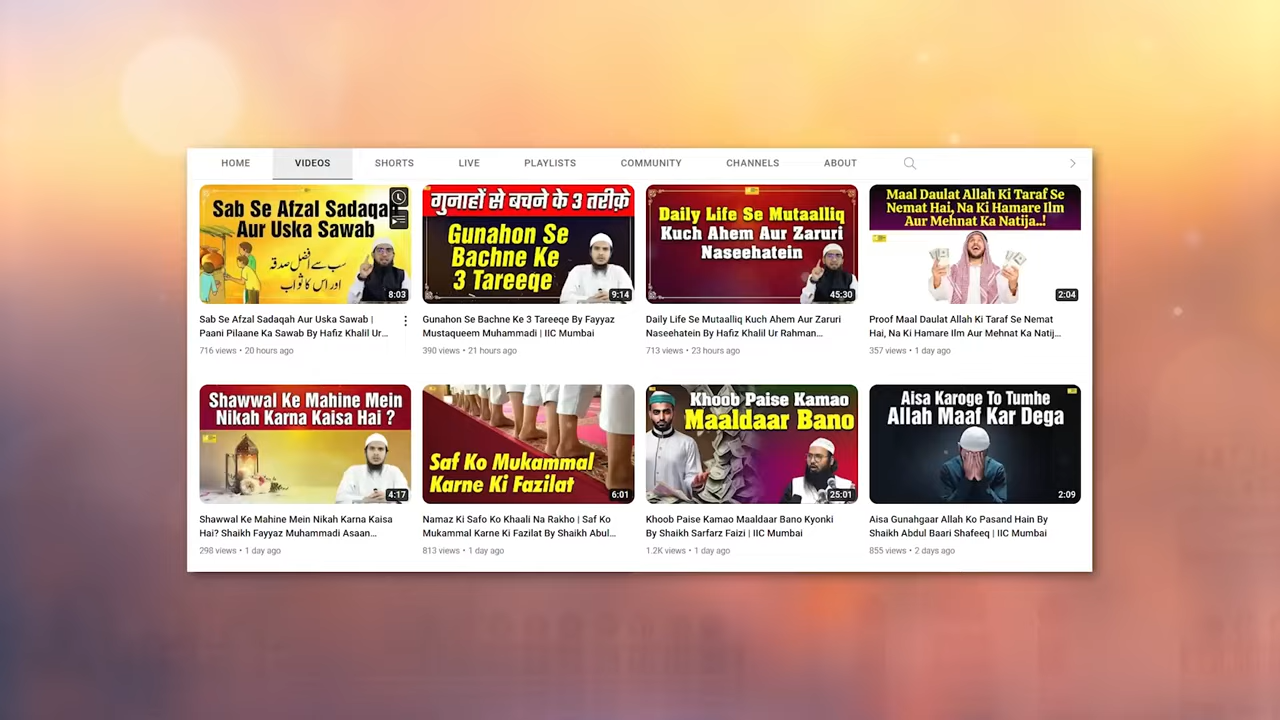 HOME VIDEOS SHORTS LIVE PLAYLISTS COMMUNITY CHANNELS ABOUT
Sab Se Afzal Sadaqa
Aur Uska Sawab
سب سے افضل صدقہ
اور اس کا ثواب
8:03
गुनाहों से बचने के 3 तरीक़े
Gunahon Se
Bachne Ke
3 Tareeqe
9:14
Daily Life Se Mutaalliq
Kuch Ahem Aur Zaruri
Naseehatein
45:30
Maal Daulat Allah Ki Taraf Se
Nemat Hai, Na Ki Hamare Ilm
Aur Mehnat Ka Natija..!
2:04
Sab Se Afzal Sadaqah Aur Uska Sawab |
Paani Pilaane Ka Sawab By Hafiz Khalil Ur...
716 views • 20 hours ago
Gunahon Se Bachne Ke 3 Tareeqe By Fayyaz
Mustaqueem Muhammadi | IIC Mumbai
390 views • 21 hours ago
Daily Life Se Mutaalliq Kuch Ahem Aur Zaruri
Naseehatein By Hafiz Khalil Ur Rahman...
713 views • 23 hours ago
Proof Maal Daulat Allah Ki Taraf Se Nemat
Hai, Na Ki Hamare Ilm Aur Mehnat Ka Natij...
357 views • 1 day ago
Shawwal Ke Mahine Mein
Nikah Karna Kaisa Hai ?
4:17
Saf Ko Mukammal
Karne Ki Fazilat
6:01
Khoob Paise Kamao
Maaldaar Bano
25:01
Aisa Karoge To Tumhe
Allah Maaf Kar Dega
2:09
Shawwal Ke Mahine Mein Nikah Karna Kaisa
Hai? Shaikh Fayyaz Muhammadi Asaan...
298 views • 1 day ago
Namaz Ki Safo Ko Khaali Na Rakho | Saf Ko
Mukammal Karne Ki Fazilat By Shaikh Abul...
813 views • 1 day ago
Khoob Paise Kamao Maaldaar Bano Kyonki
By Shaikh Sarfarz Faizi | IIC Mumbai
1.2K views • 1 day ago
Aisa Gunahgaar Allah Ko Pasand Hain By
Shaikh Abdul Baari Shafeeq | IIC Mumbai
855 views • 2 days ago